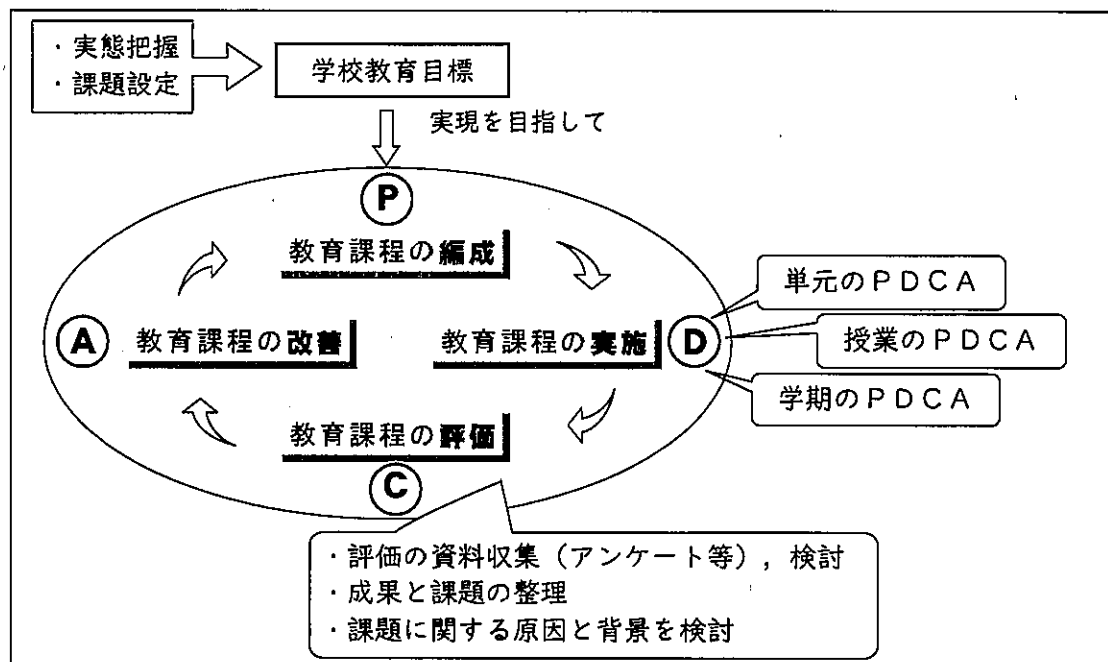 ・実態把握
・課題設定
学校教育目標
実現を目指して
P
教育課程の編成
単元のPDCA
A
教育課程の改善
教育課程の実施
D
授業のPDCA
学期のPDCA
教育課程の評価
C
・評価の資料収集（アンケート等），検討
・成果と課題の整理
・課題に関する原因と背景を検討